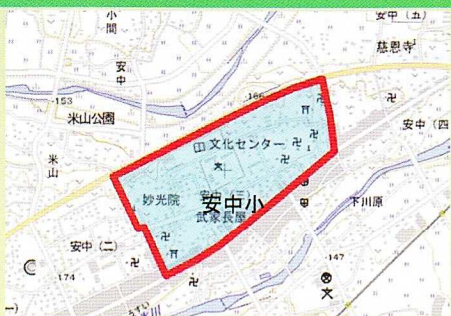 小間
安中
安中（五）
慈恩寺
・153
・166
米山公園
安中（四
文化センター
米山
妙光院
安中（三）
安中小
武家長屋
下川原
安中（二）
・174
・147
文